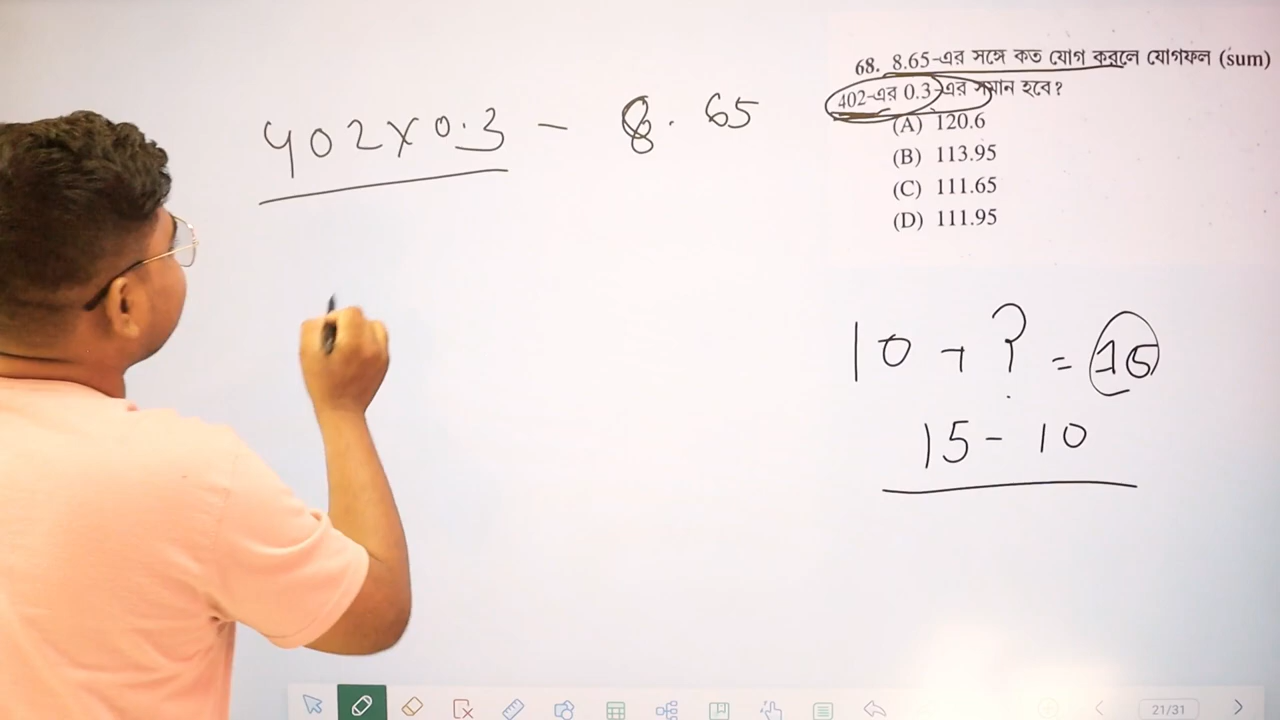 68. 8.65-এর সঙ্গে কত যোগ করলে যোগফল (sum)
402-এর 0.3-এর সমান হবে?
(A) 120.6
(B) 113.95
(C) 111.65
(D) 111.95
402 X 0.3 - 8.65
10 + ? = 15
15 - 10
21/31